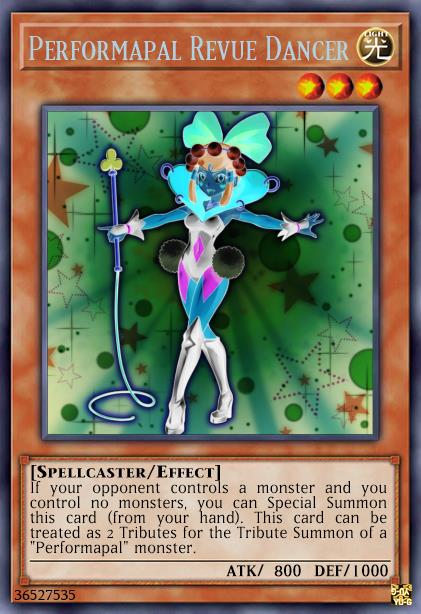 PERFORMAPAL REVUE DANCER
LIGHT
光
[SPELLCASTER/EFFECT]
If your opponent controls a monster and you
control no monsters, you can Special Summon
this card (from your hand). This card can be
treated as 2 Tributes for the Tribute Summon of a
"Performapal" monster.
ATK/ 800 DEF/1000
36527535